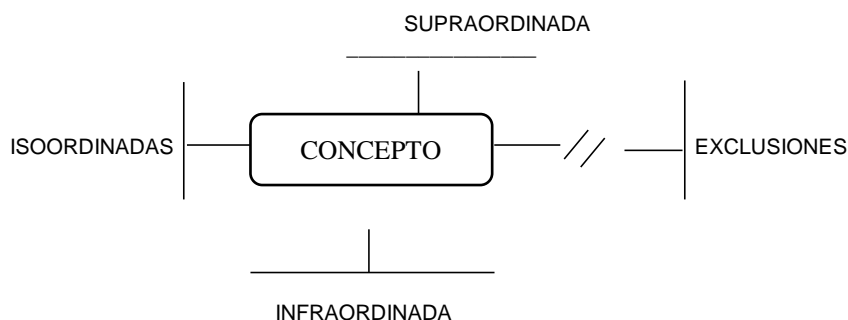 SUPRAORDINADA
ISOORDINADAS
CONCEPTO
EXCLUSIONES
INFRAORDINADA